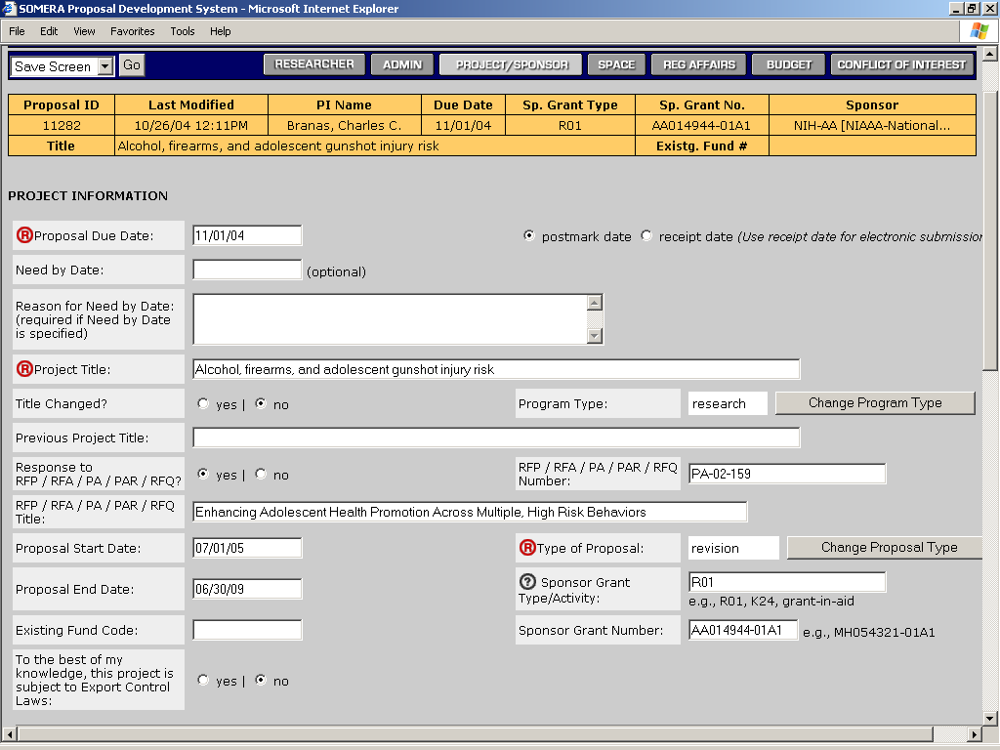 SOMERA Proposal Development System - Microsoft Internet Explorer
File Edit View Favorites Tools Help
Save Screen Go RESEARCHER ADMIN PROJECT/SPONSOR SPACE REG AFFAIRS BUDGET CONFLICT OF INTEREST
Proposal ID Last Modified PI Name Due Date Sp. Grant Type Sp. Grant No. Sponsor
11282 10/26/04 12:11PM Branas, Charles C. 11/01/04 R01 AA014944-01A1 NIH-AA [NIAAA-National...
Title Alcohol, firearms, and adolescent gunshot injury risk Existg. Fund #
PROJECT INFORMATION
R Proposal Due Date: 11/01/04 postmark date receipt date (Use receipt date for electronic submission
Need by Date: (optional)
Reason for Need by Date:
(required if Need by Date
is specified)
R Project Title: Alcohol, firearms, and adolescent gunshot injury risk
Title Changed? yes | no Program Type: research Change Program Type
Previous Project Title:
Response to
RFP / RFA / PA / PAR / RFQ? yes | no
RFP / RFA / PA / PAR / RFQ
Number: PA-02-159
RFP / RFA / PA / PAR / RFQ
Title: Enhancing Adolescent Health Promotion Across Multiple, High Risk Behaviors
Proposal Start Date: 07/01/05 R Type of Proposal: revision Change Proposal Type
Proposal End Date: 06/30/09
? Sponsor Grant
Type/Activity: R01
e.g., R01, K24, grant-in-aid
Existing Fund Code: Sponsor Grant Number: AA014944-01A1 e.g., MH054321-01A1
To the best of my
knowledge, this project is
subject to Export Control
Laws: yes | no